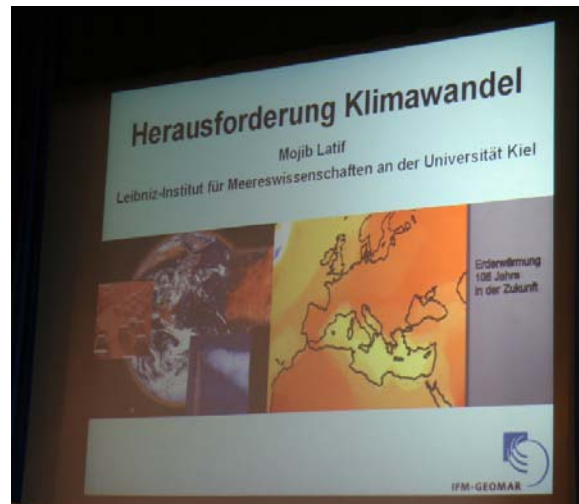 Herausforderung Klimawandel
Mojib Latif
Leibniz-Institut für Meereswissenschaften an der Universität Kiel
Erderwärmung
108 Jahre
in der Zukunft
IFM-GEOMAR